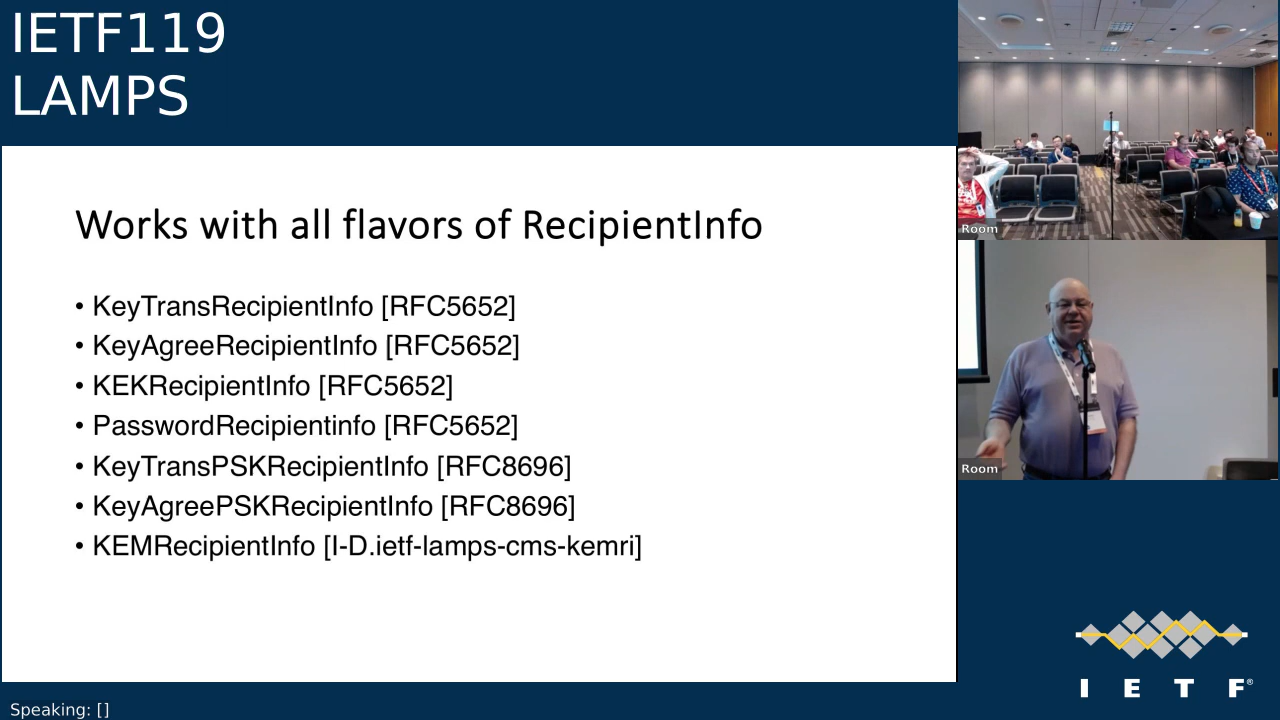 IETF119
LAMPS
Works with all flavors of RecipientInfo
• KeyTransRecipientInfo [RFC5652]
• KeyAgreeRecipientInfo [RFC5652]
• KEKRecipientInfo [RFC5652]
• PasswordRecipientinfo [RFC5652]
• KeyTransPSKRecipientInfo [RFC8696]
• KeyAgreePSKRecipientInfo [RFC8696]
• KEMRecipientInfo [I-D.ietf-lamps-cms-kemri]
Room
Room
I E T F®
Speaking: []